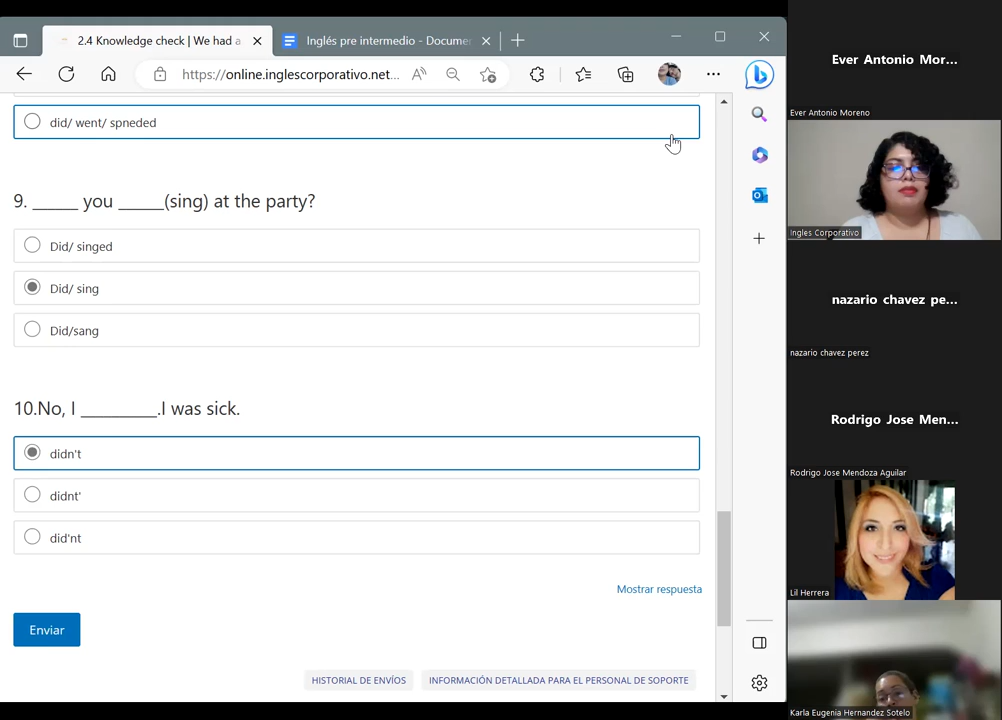 2.4 Knowledge check | We had a
Inglés pre intermedio - Docume
https://online.inglescorporativo.net...
did/ went/ spneded
9. _____ you _____(sing) at the party?
Did/ singed
Did/ sing
Did/sang
10.No, I _________.I was sick.
didn't
didnt'
did'nt
Mostrar respuesta
Enviar
HISTORIAL DE ENVÍOS
INFORMACIÓN DETALLADA PARA EL PERSONAL DE SOPORTE
Ever Antonio Mor...
Ever Antonio Moreno
Ingles Corporativo
nazario chavez pe...
nazario chavez perez
Rodrigo Jose Men...
Rodrigo Jose Mendoza Aguilar
Lil Herrera
Karla Eugenia Hernandez Sotelo